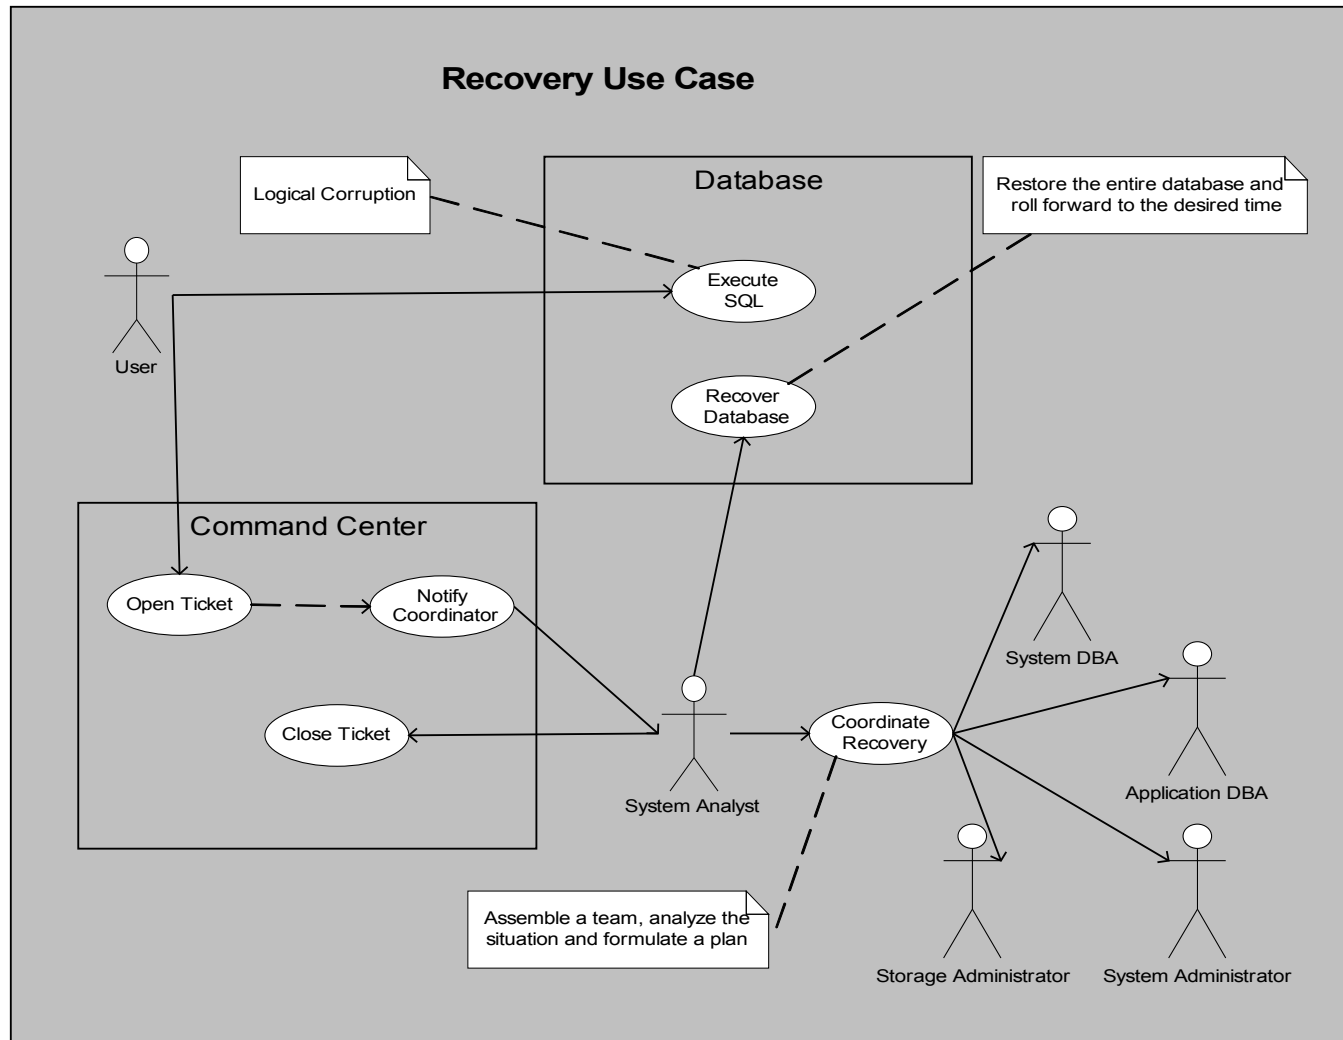 Recovery Use Case
Database
Logical Corruption
Restore the entire database and
roll forward to the desired time
Execute
SQL
User
Recover
Database
Command Center
Open Ticket
Notify
Coordinator
System DBA
Close Ticket
Coordinate
Recovery
System Analyst
Application DBA
Assemble a team, analyze the
situation and formulate a plan
Storage Administrator
System Administrator